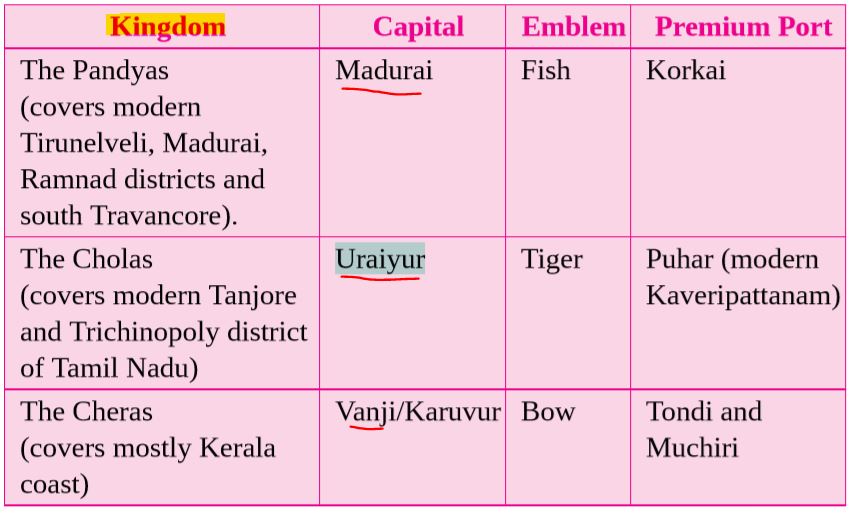 Kingdom Capital Emblem Premium Port
The Pandyas Madurai Fish Korkai
(covers modern
Tirunelveli, Madurai,
Ramnad districts and
south Travancore).
The Cholas Uraiyur Tiger Puhar (modern
(covers modern Tanjore Kaveripattanam)
and Trichinopoly district
of Tamil Nadu)
The Cheras Vanji/Karuvur Bow Tondi and
(covers mostly Kerala Muchiri
coast)